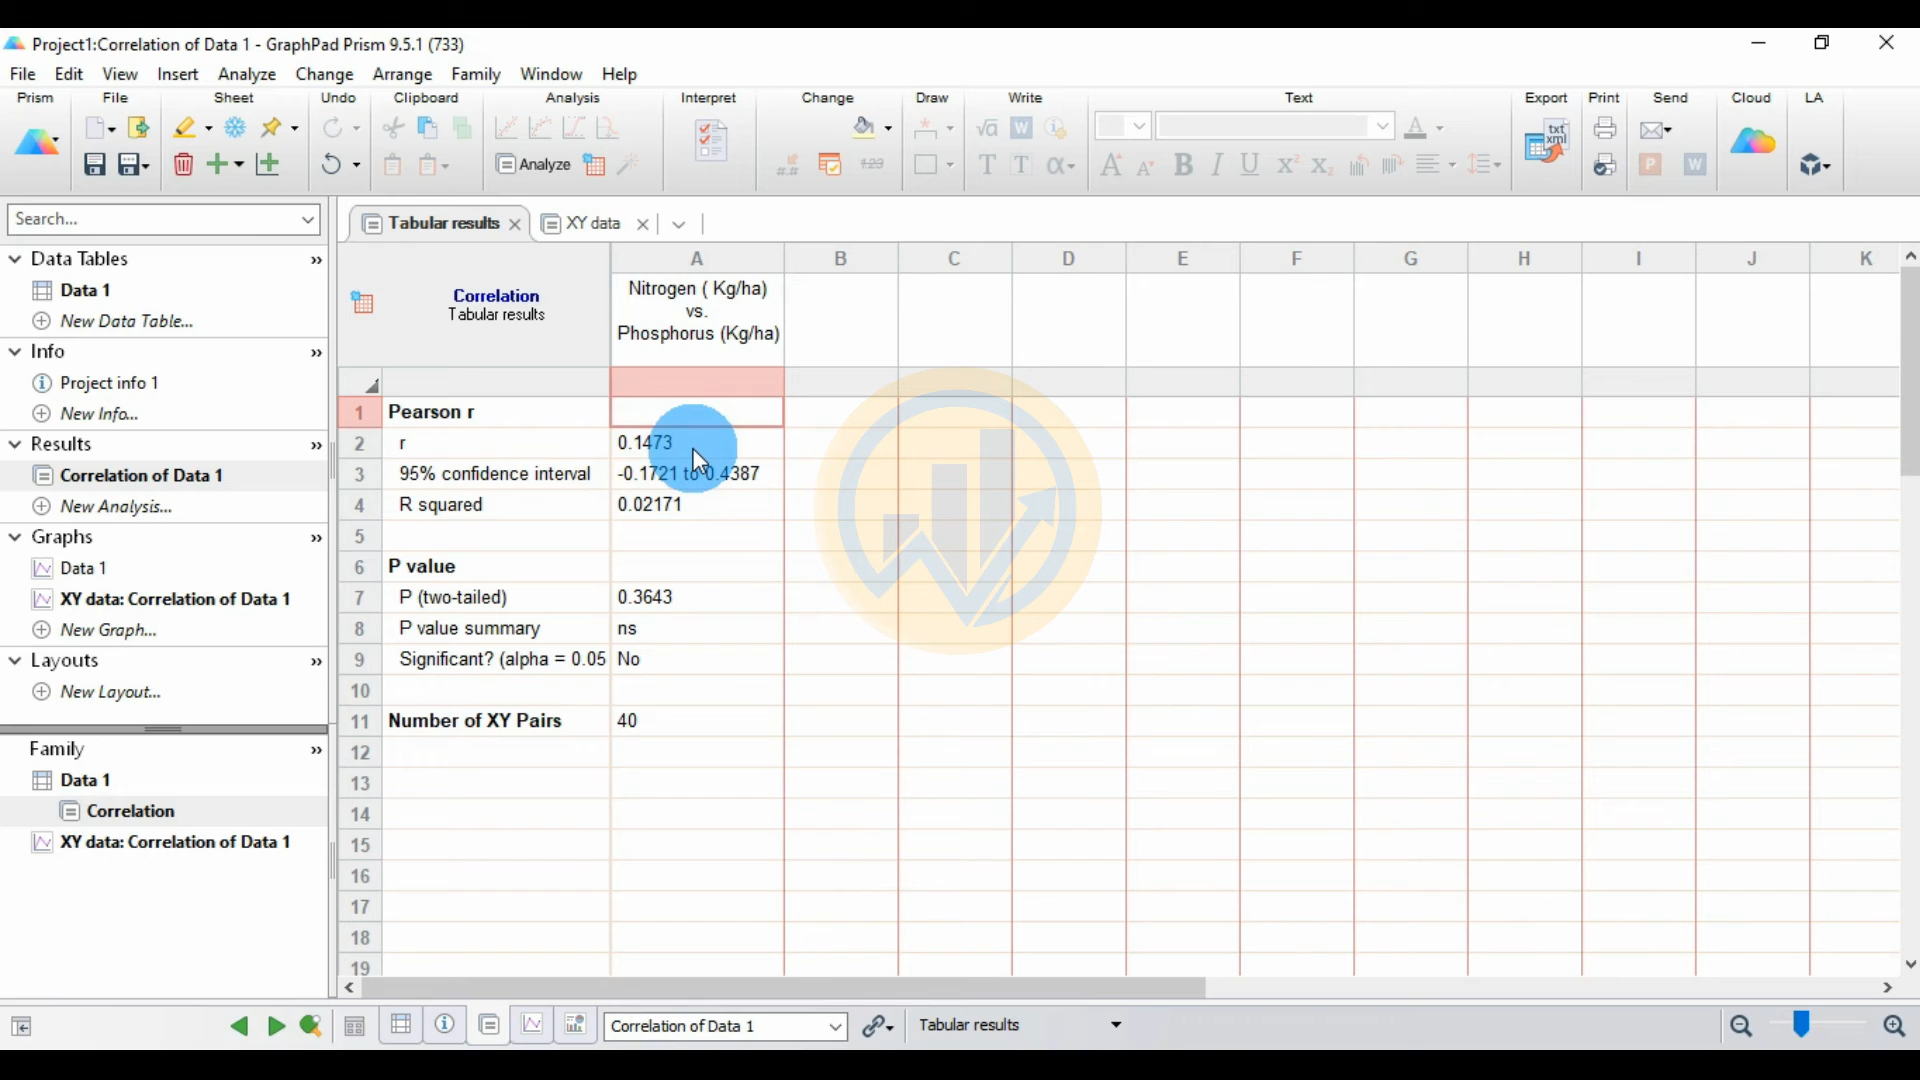 Project1:Correlation of Data 1 - GraphPad Prism 9.5.1 (733)
File Edit View Insert Analyze Change Arrange Family Window Help
Prism File Sheet Undo Clipboard Analysis Interpret Change Draw Write Text Export Print Send Cloud LA
Analyze
Search...
Tabular results
XY data
Data Tables
Data 1
New Data Table...
Info
Project info 1
New Info...
Results
Correlation of Data 1
New Analysis...
Graphs
Data 1
XY data: Correlation of Data 1
New Graph...
Layouts
New Layout...
Family
Data 1
Correlation
XY data: Correlation of Data 1
A B C D E F G H I J K
Correlation
Tabular results
Nitrogen ( Kg/ha)
vs.
Phosphorus (Kg/ha)
1 Pearson r
2 r 0.1473
3 95% confidence interval -0.1721 to 0.4387
4 R squared 0.02171
5
6 P value
7 P (two-tailed) 0.3643
8 P value summary ns
9 Significant? (alpha = 0.05 No
10
11 Number of XY Pairs 40
12
13
14
15
16
17
18
19
Correlation of Data 1
Tabular results